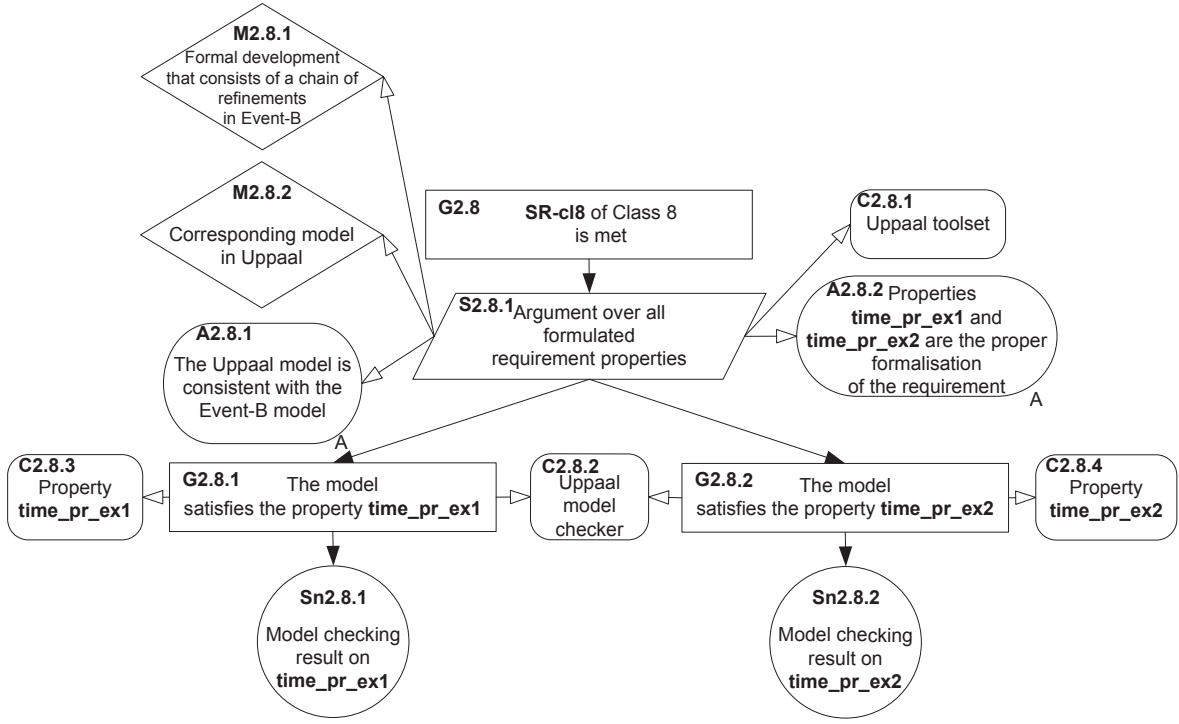 M2.8.1
Formal development
that consists of a chain of
refinements
in Event-B
M2.8.2
Corresponding model
in Uppaal
G2.8 SR-cl8 of Class 8
is met
C2.8.1
Uppaal toolset
S2.8.1 Argument over all
formulated
requirement properties
A2.8.2 Properties
time_pr_ex1 and
time_pr_ex2 are the proper
formalisation
of the requirement
A
A2.8.1
The Uppaal model is
consistent with the
Event-B model
A
C2.8.3
Property
time_pr_ex1
G2.8.1 The model
satisfies the property time_pr_ex1
C2.8.2
Uppaal
model
checker
G2.8.2 The model
satisfies the property time_pr_ex2
C2.8.4
Property
time_pr_ex2
Sn2.8.1
Model checking
result on
time_pr_ex1
Sn2.8.2
Model checking
result on
time_pr_ex2